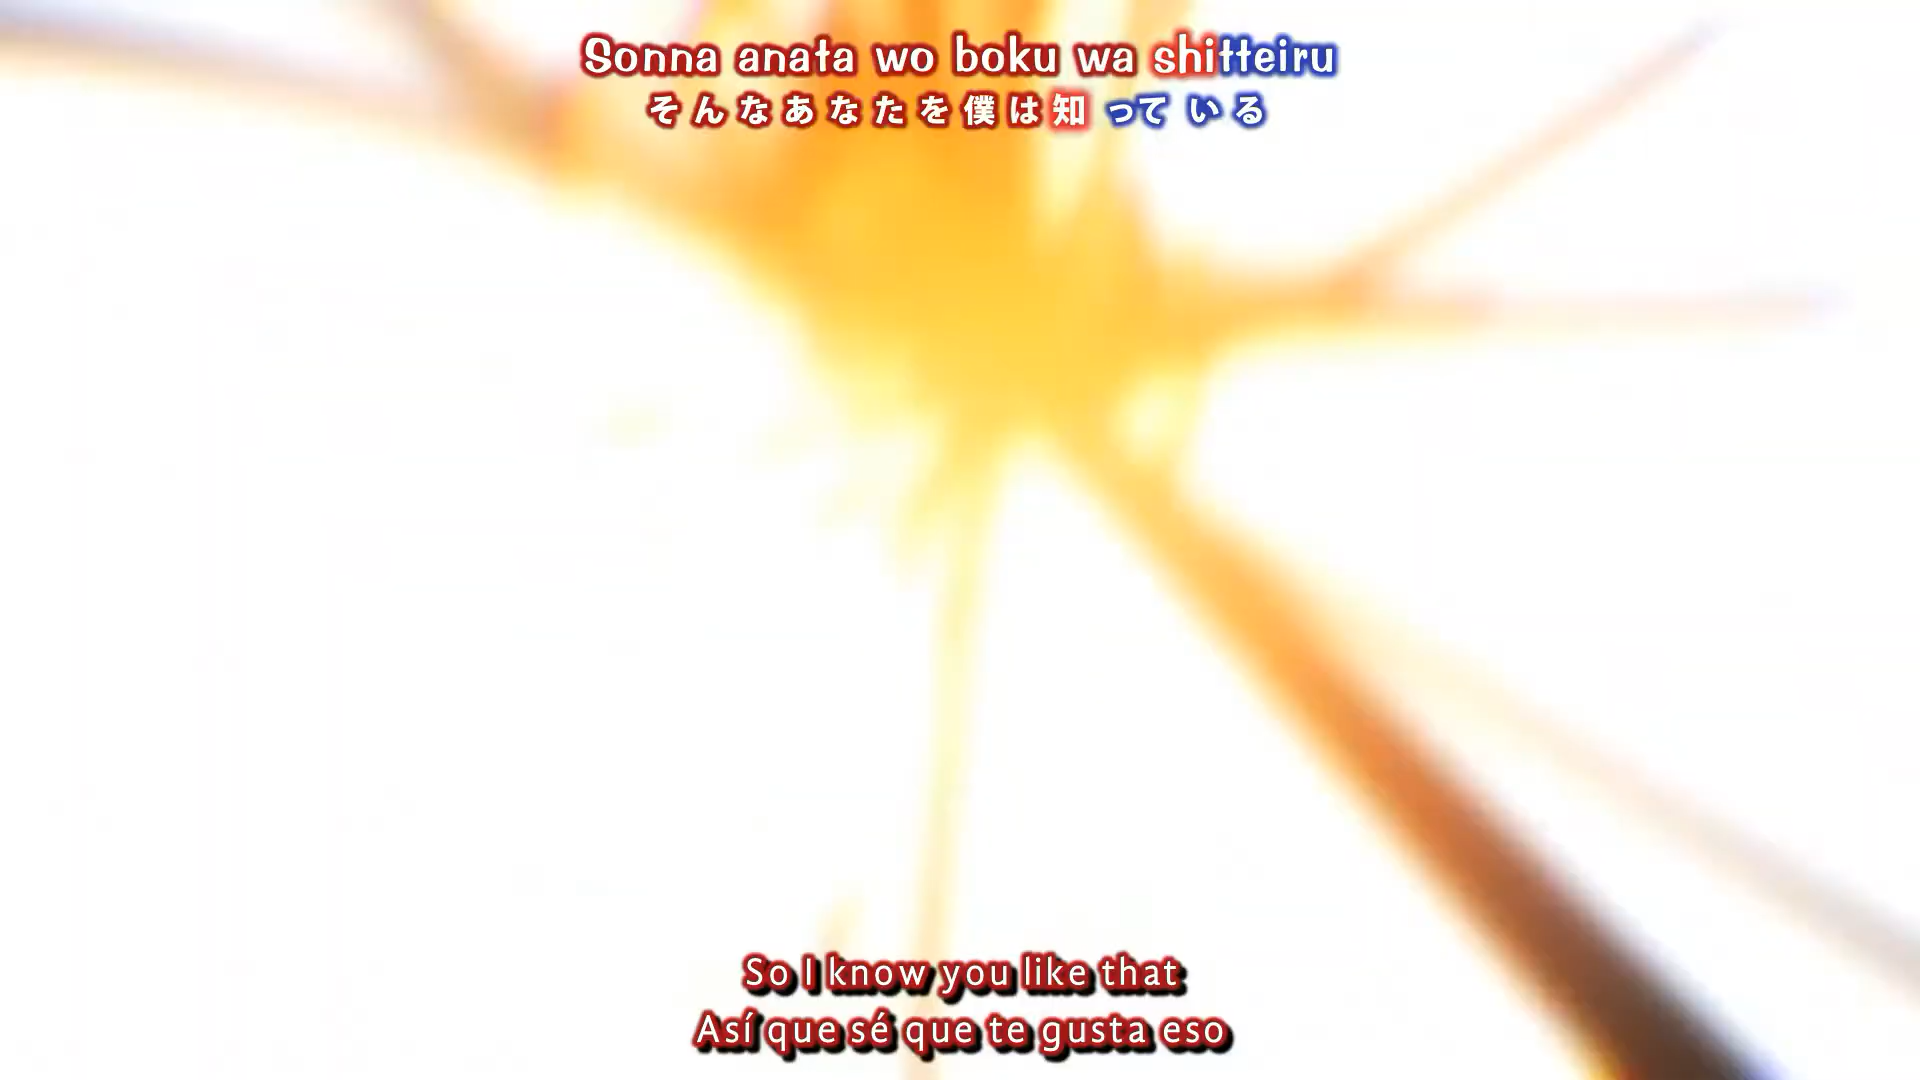 Sonna anata wo boku wa shitteiru
そんなあなたを僕は知っている
So I know you like that
Así que sé que te gusta eso